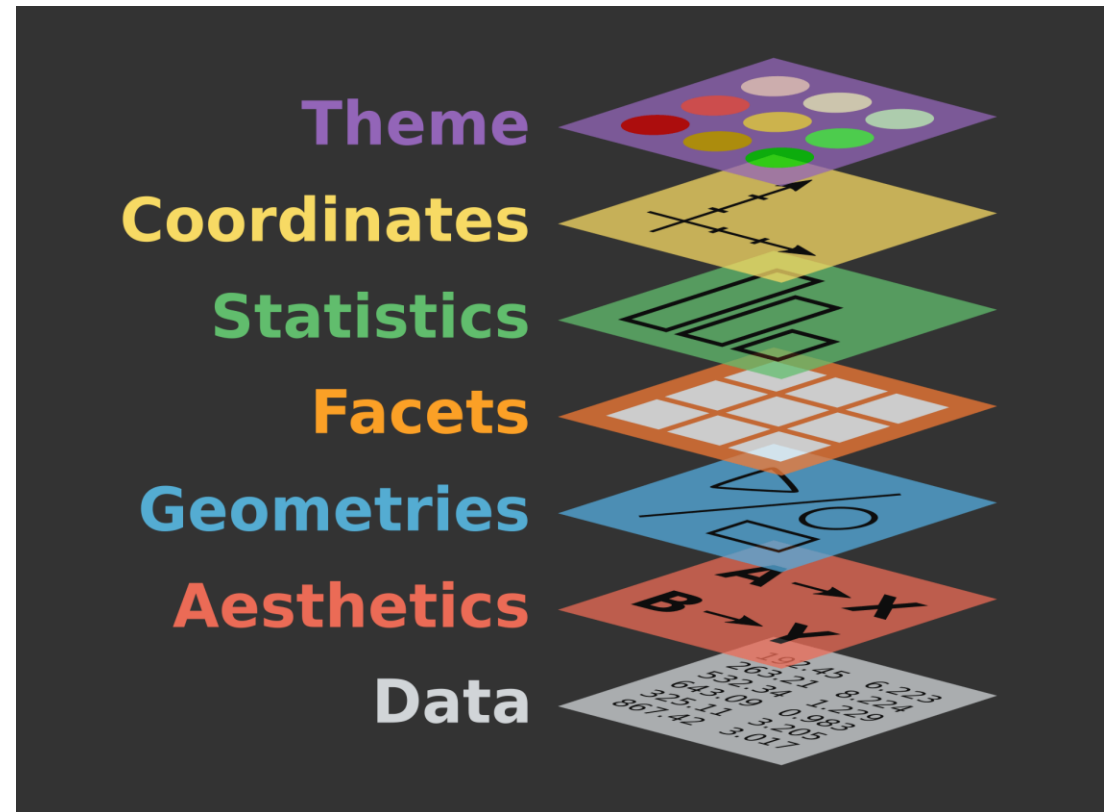 Theme
Coordinates
Statistics
Facets
Geometries
Aesthetics
A → X
B → Y
Data
192.45 6.223
263.21 8.224
532.34 1.229
643.09 0.983
325.11 3.205
867.42 3.017